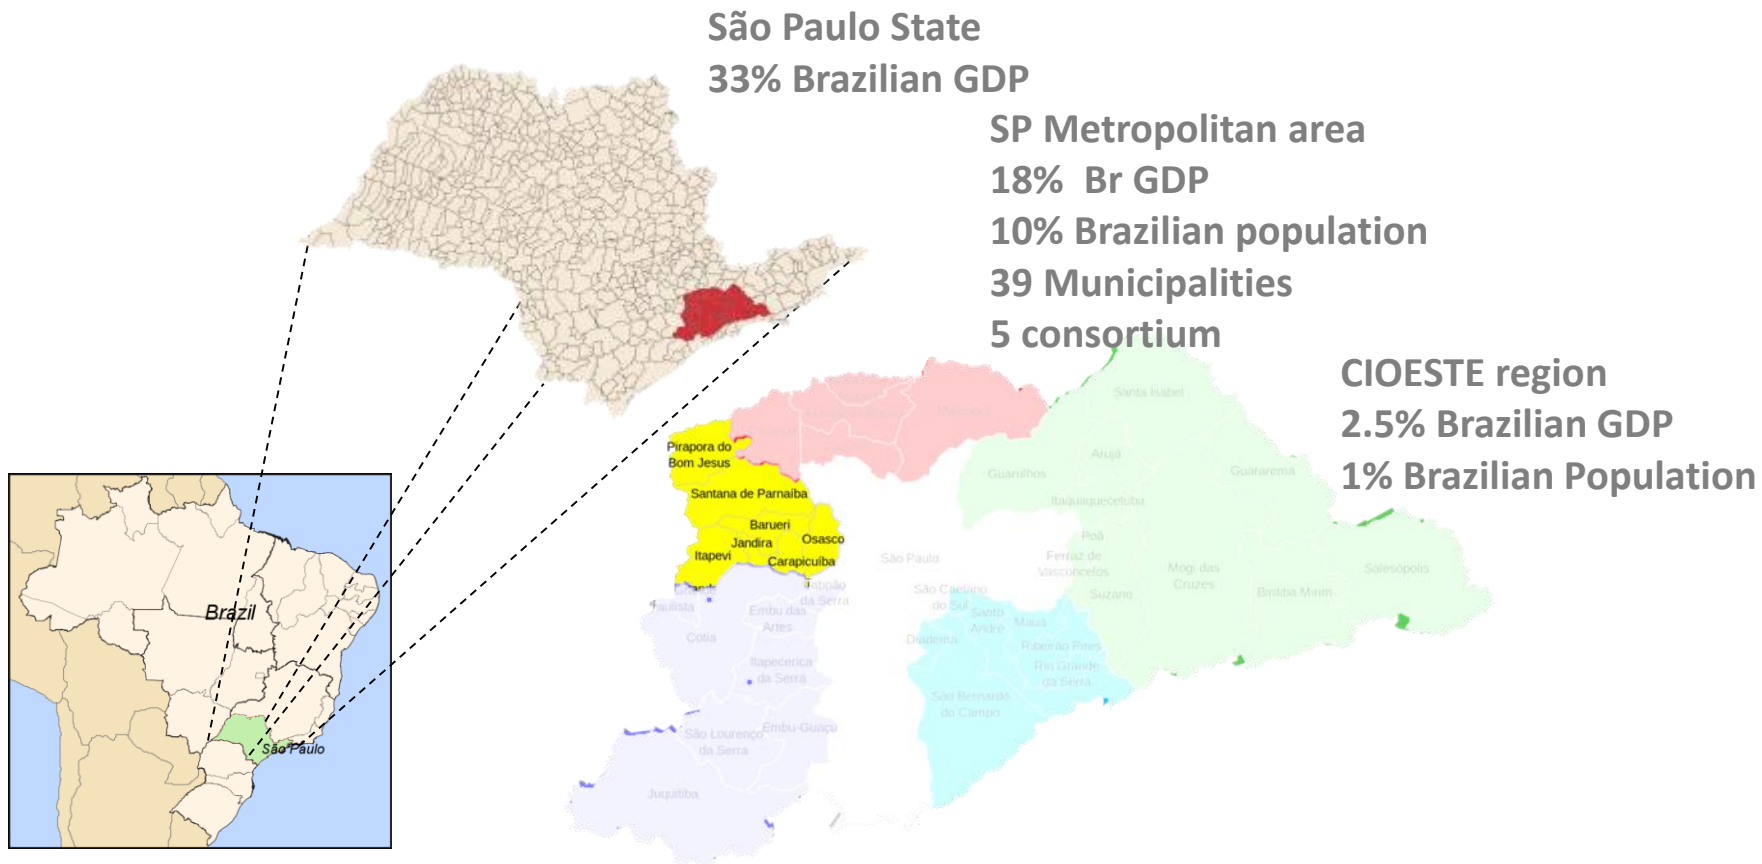 São Paulo State
33% Brazilian GDP
SP Metropolitan area
18%  Br GDP
10% Brazilian population
39 Municipalities
5 consortium
CIOESTE region
2.5% Brazilian GDP
1% Brazilian Population
Brazil
São Paulo
Pirapora do
Bom Jesus
Santana de Parnaíba
Barueri
Jandira
Osasco
Itapevi
Carapicuíba
Santa Isabel
Arujá
Guarulhos
Guararema
Itaquaquecetuba
Poá
São Paulo
Ferraz de
Vasconcelos
Mogi das
Cruzes
Salesópolis
Suzano
Biritiba Mirim
São Caetano
do Sul
Santo
André
Mauá
Diadema
Ribeirão Pires
Rio Grande
da Serra
São Bernardo
do Campo
da Serra
Paulista
Cotia
Embu das
Artes
Itapecerica
da Serra
São Lourenço
da Serra
Embu-Guaçu
Juquitiba